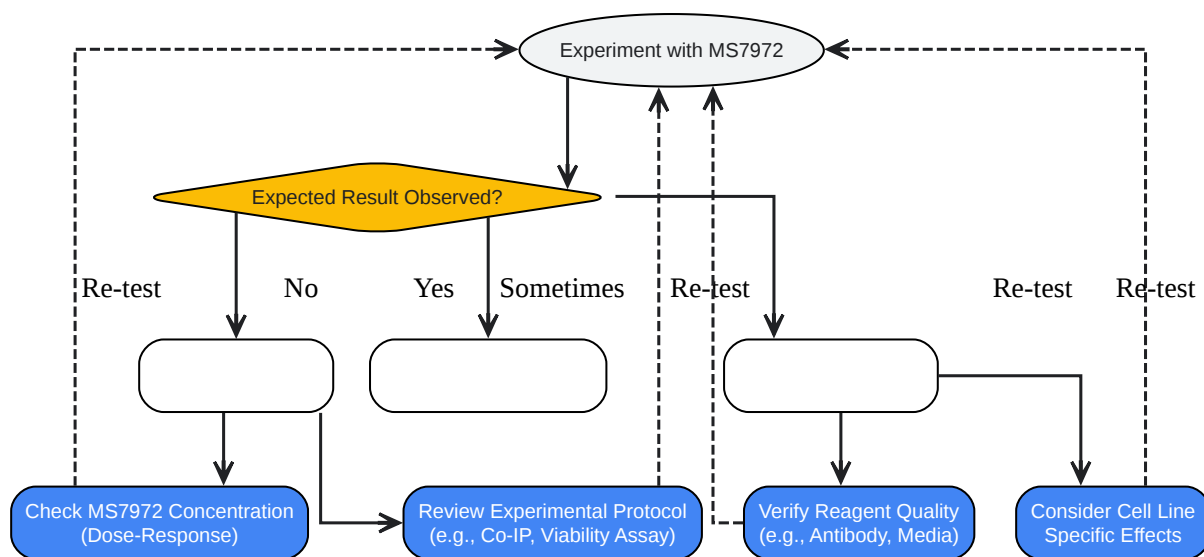 Experiment with MS7972
Expected Result Observed?
Re-test
No
Yes
Sometimes
Re-test
Re-test
Re-test
Check MS7972 Concentration
(Dose-Response)
Review Experimental Protocol
(e.g., Co-IP, Viability Assay)
Verify Reagent Quality
(e.g., Antibody, Media)
Consider Cell Line
Specific Effects